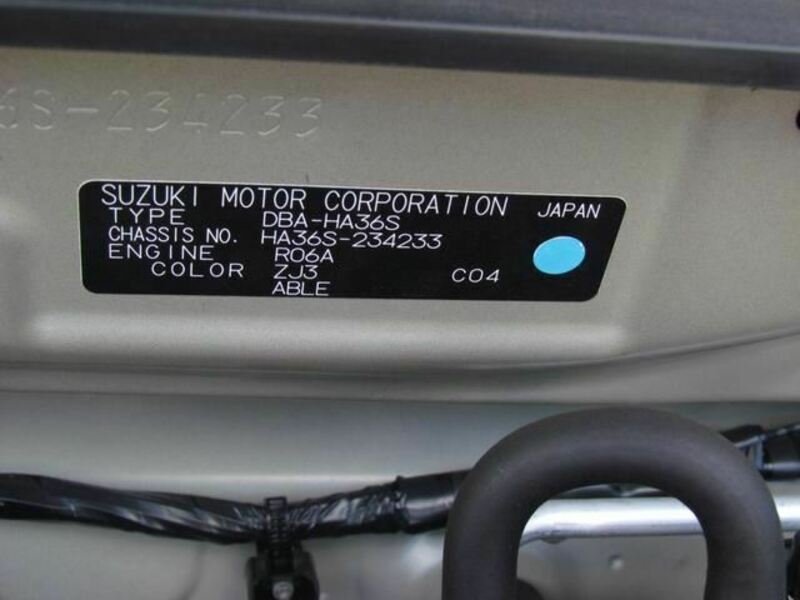 6S-234233
SUZUKI MOTOR CORPORATION JAPAN
TYPE DBA-HA36S
CHASSIS NO. HA36S-234233
ENGINE R06A
COLOR ZJ3 C04
ABLE